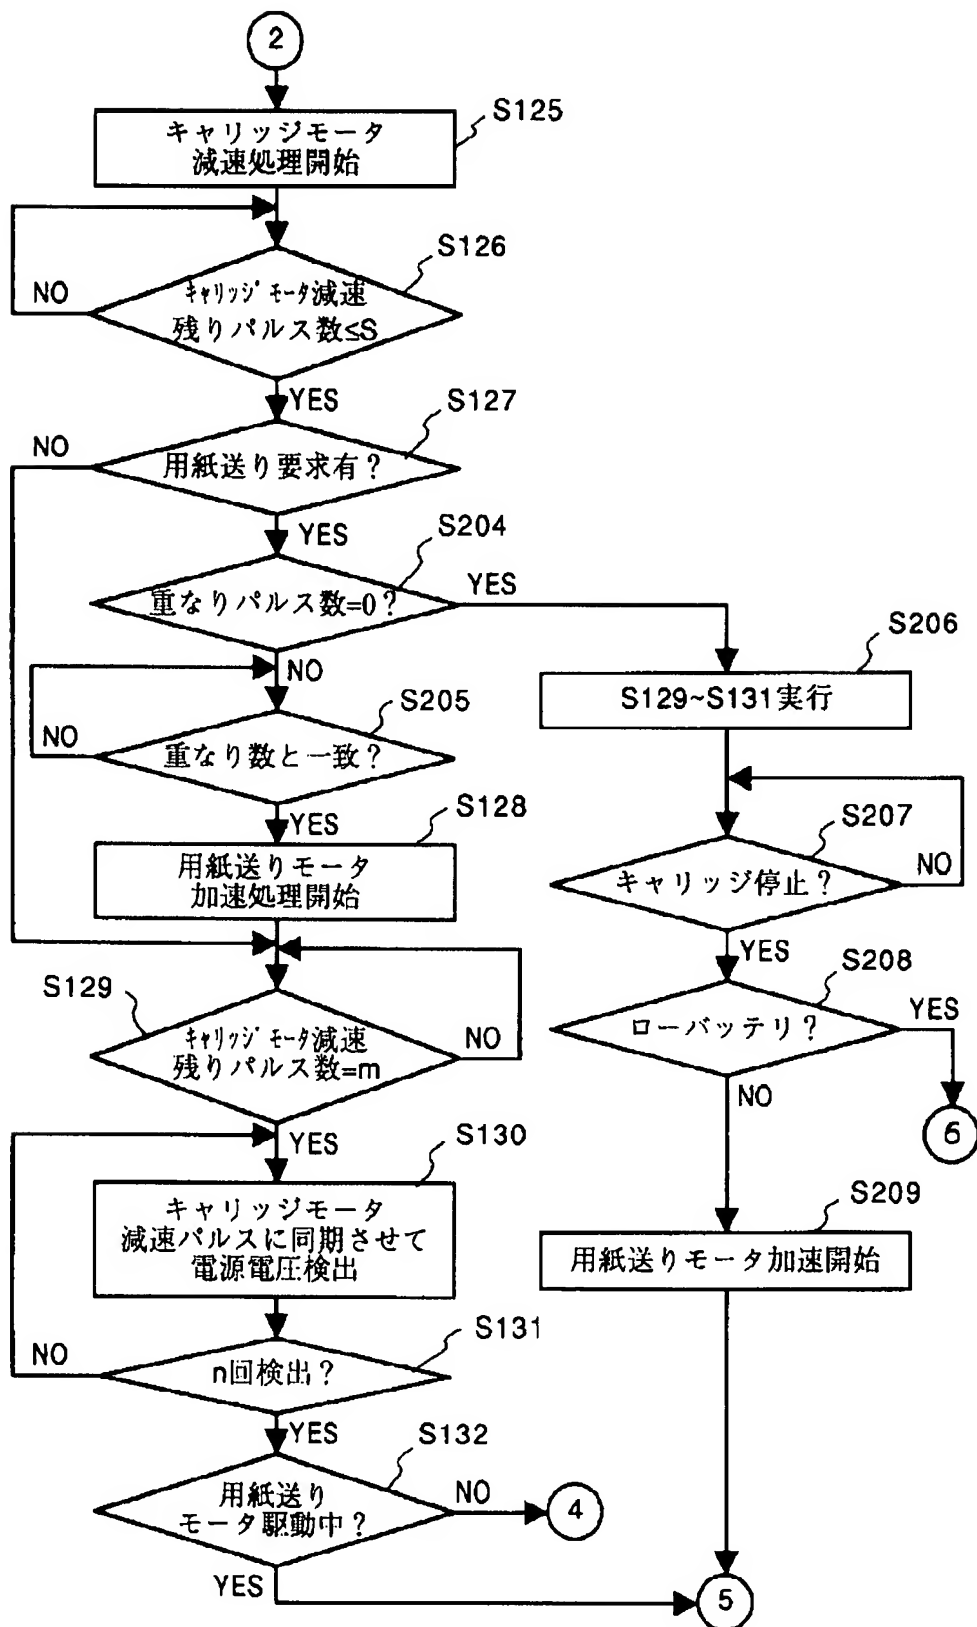 2
S125
キャリッジモータ
減速処理開始
S126
NO
キャリッジモータ減速
残りパルス数≤S
YES
S127
NO
用紙送り要求有?
YES
S204
YES
重なりパルス数=0?
S206
NO
S129~S131実行
S205
NO
重なり数と一致?
S207
YES
S128
NO
キャリッジ停止?
用紙送りモータ
加速処理開始
YES
S208
S129
YES
ローバッテリ?
キャリッジモータ減速
残りパルス数=m
NO
NO
6
YES
S130
キャリッジモータ
減速パルスに同期させて
電源電圧検出
S209
用紙送りモータ加速開始
S131
NO
n回検出?
YES
S132
用紙送り
モータ駆動中?
NO
4
YES
5